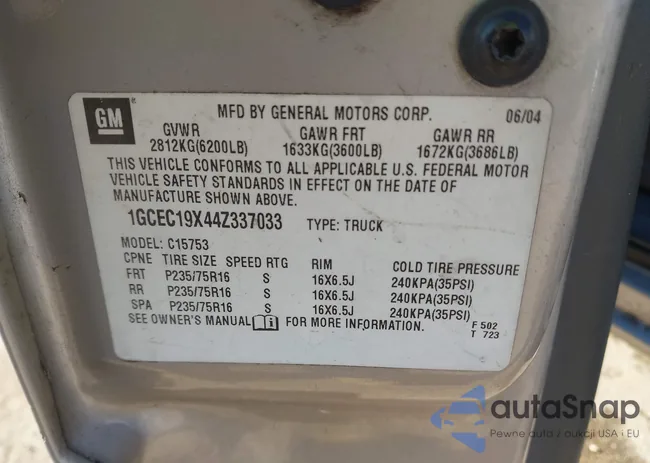 GM
MFD BY GENERAL MOTORS CORP. 06/04
GVWR GAWR FRT GAWR RR
2812KG(6200LB) 1633KG(3600LB) 1672KG(3686LB)
THIS VEHICLE CONFORMS TO ALL APPLICABLE U.S. FEDERAL MOTOR
VEHICLE SAFETY STANDARDS IN EFFECT ON THE DATE OF
MANUFACTURE SHOWN ABOVE.
1GCEC19X44Z337033 TYPE: TRUCK
MODEL: C15753
CPNE TIRE SIZE SPEED RTG RIM COLD TIRE PRESSURE
FRT P235/75R16 S 16X6.5J 240KPA(35PSI)
RR P235/75R16 S 16X6.5J 240KPA(35PSI)
SPA P235/75R16 S 16X6.5J 240KPA(35PSI)
SEE OWNER'S MANUAL FOR MORE INFORMATION.
F 502
T 723
autaSnap
Pewne auta z aukcji USA i EU